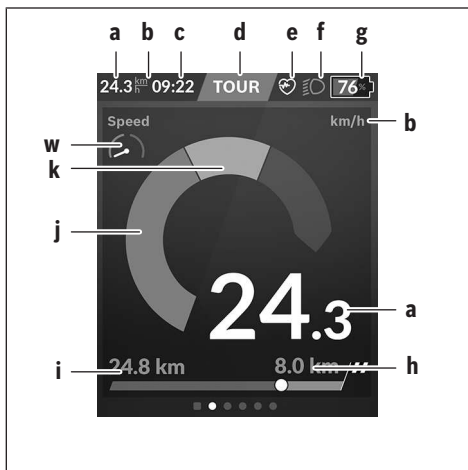 a b c d e f g
24.3 km/h 09:22 TOUR 76%
Speed km/h b
w
k
j
24.3 a
i 24.8 km 8.0 km h